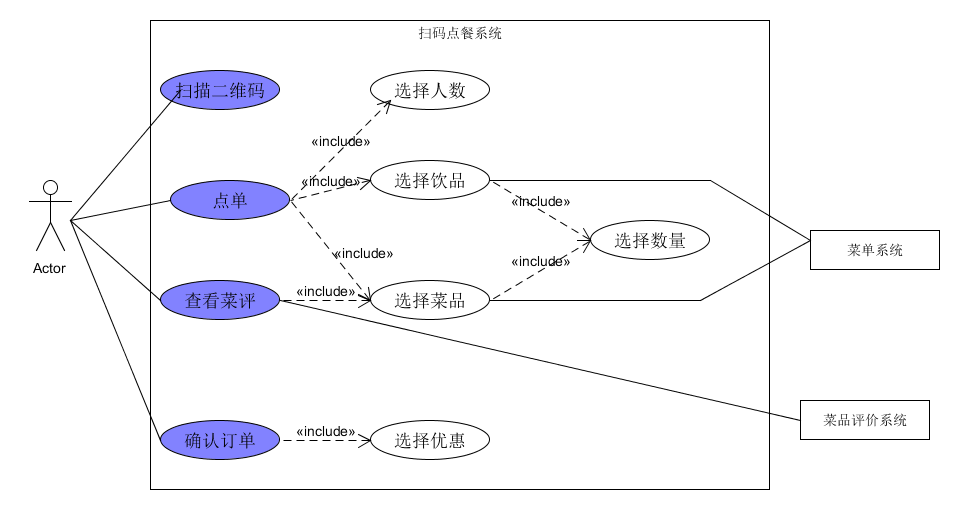 扫码点餐系统
扫描二维码
选择人数
«include»
点单
«include»
选择饮品
«include»
选择数量
菜单系统
«include»
«include»
Actor
查看菜评
«include»
选择菜品
菜品评价系统
确认订单
«include»
选择优惠